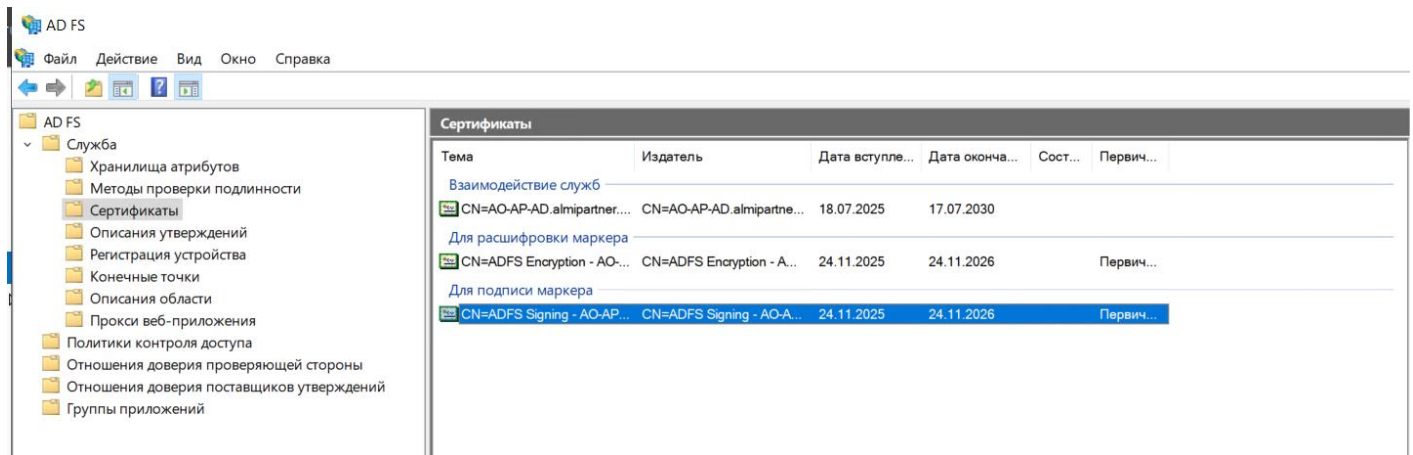 AD FS
Файл Действие Вид Окно Справка
AD FS
Служба
Хранилища атрибутов
Методы проверки подлинности
Сертификаты
Описания утверждений
Регистрация устройства
Конечные точки
Описания области
Прокси веб-приложения
Политики контроля доступа
Отношения доверия проверяющей стороны
Отношения доверия поставщиков утверждений
Группы приложений
Сертификаты
Тема Издатель Дата вступле... Дата оконча... Сост... Первич...
Взаимодействие служб
CN=AO-AP-AD.almipartner.... CN=AO-AP-AD.almipartne... 18.07.2025 17.07.2030
Для расшифровки маркера
CN=ADFS Encryption - AO-... CN=ADFS Encryption - A... 24.11.2025 24.11.2026 Первич...
Для подписи маркера
CN=ADFS Signing - AO-AP... CN=ADFS Signing - AO-A... 24.11.2025 24.11.2026 Первич...